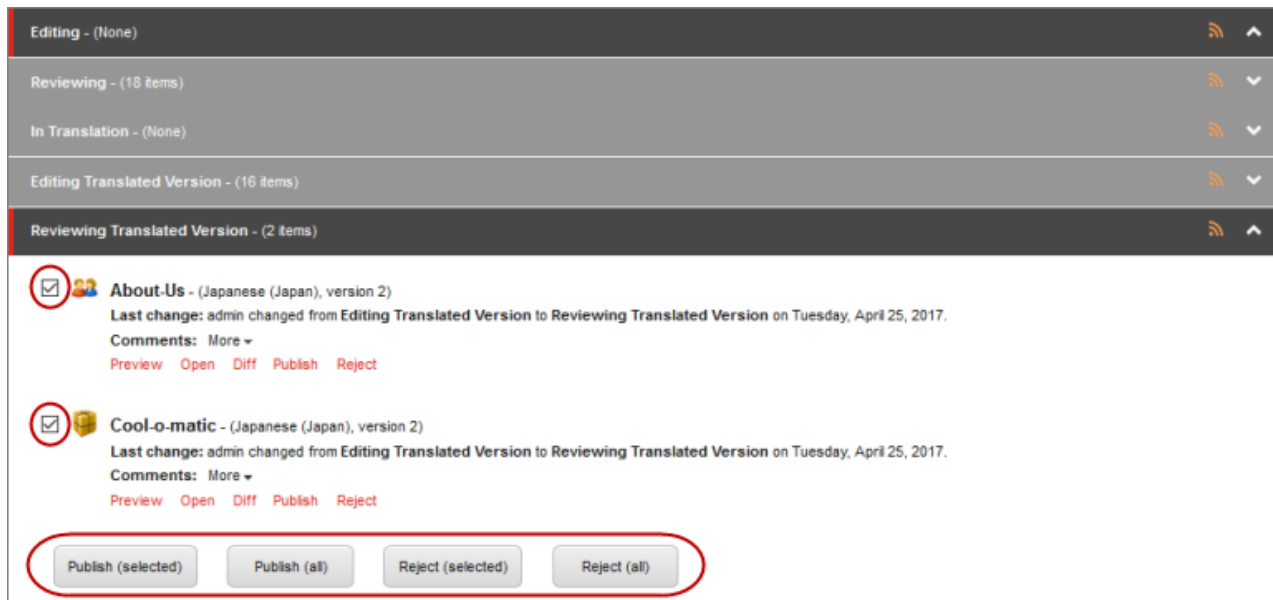 Editing - (None)
Reviewing - (18 items)
In Translation - (None)
Editing Translated Version - (16 items)
Reviewing Translated Version - (2 items)
About-Us - (Japanese (Japan), version 2)
Last change: admin changed from Editing Translated Version to Reviewing Translated Version on Tuesday, April 25, 2017.
Comments: More
Preview Open Diff Publish Reject
Cool-o-matic - (Japanese (Japan), version 2)
Last change: admin changed from Editing Translated Version to Reviewing Translated Version on Tuesday, April 25, 2017.
Comments: More
Preview Open Diff Publish Reject
Publish (selected) Publish (all) Reject (selected) Reject (all)